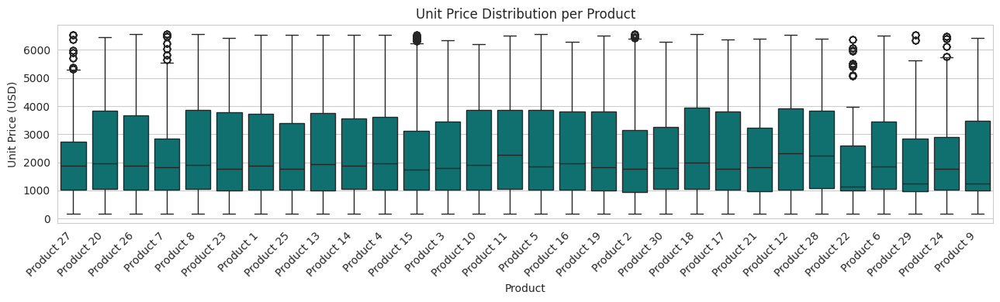 Unit Price Distribution per Product
Unit Price (USD)
6000
5000
4000
3000
2000
1000
0
Product 27
Product 20
Product 26
Product 7
Product 8
Product 23
Product 1
Product 25
Product 13
Product 14
Product 4
Product 15
Product 3
Product 10
Product 11
Product 5
Product 16
Product 19
Product 2
Product 30
Product 18
Product 17
Product 21
Product 12
Product 28
Product 22
Product 6
Product 29
Product 24
Product 9
Product